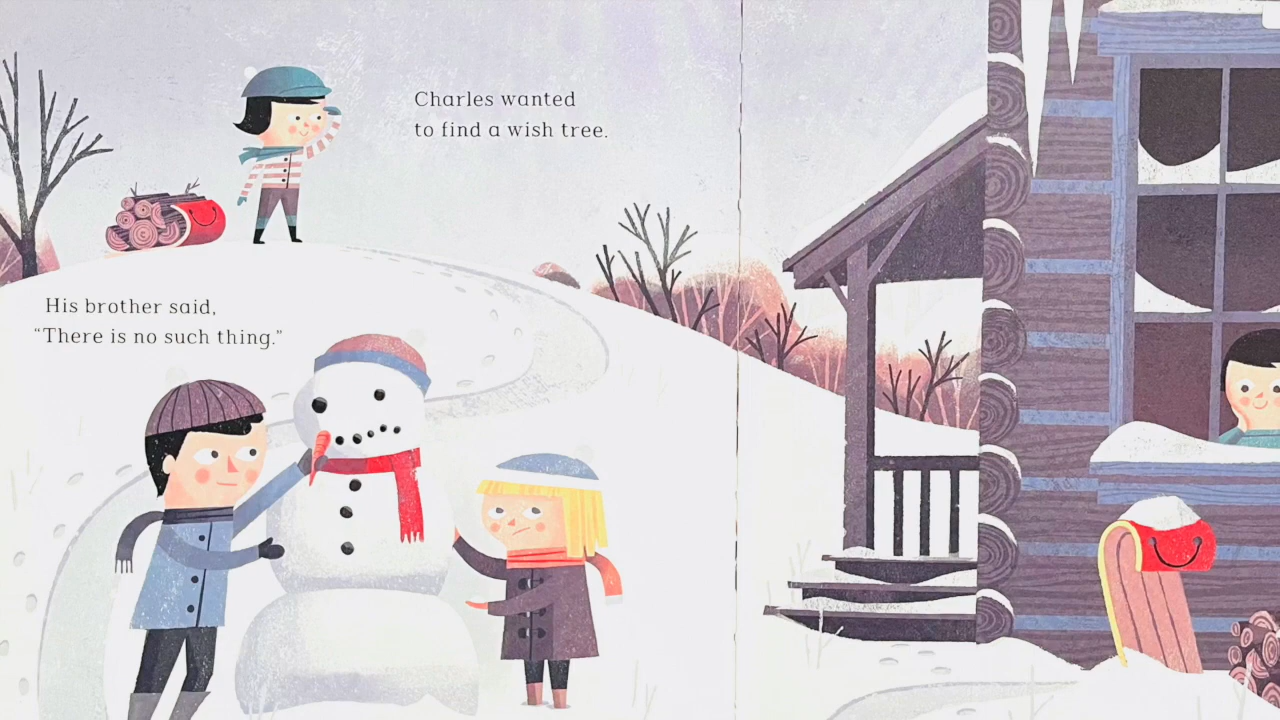 Charles wanted
to find a wish tree.
His brother said,
“There is no such thing.”